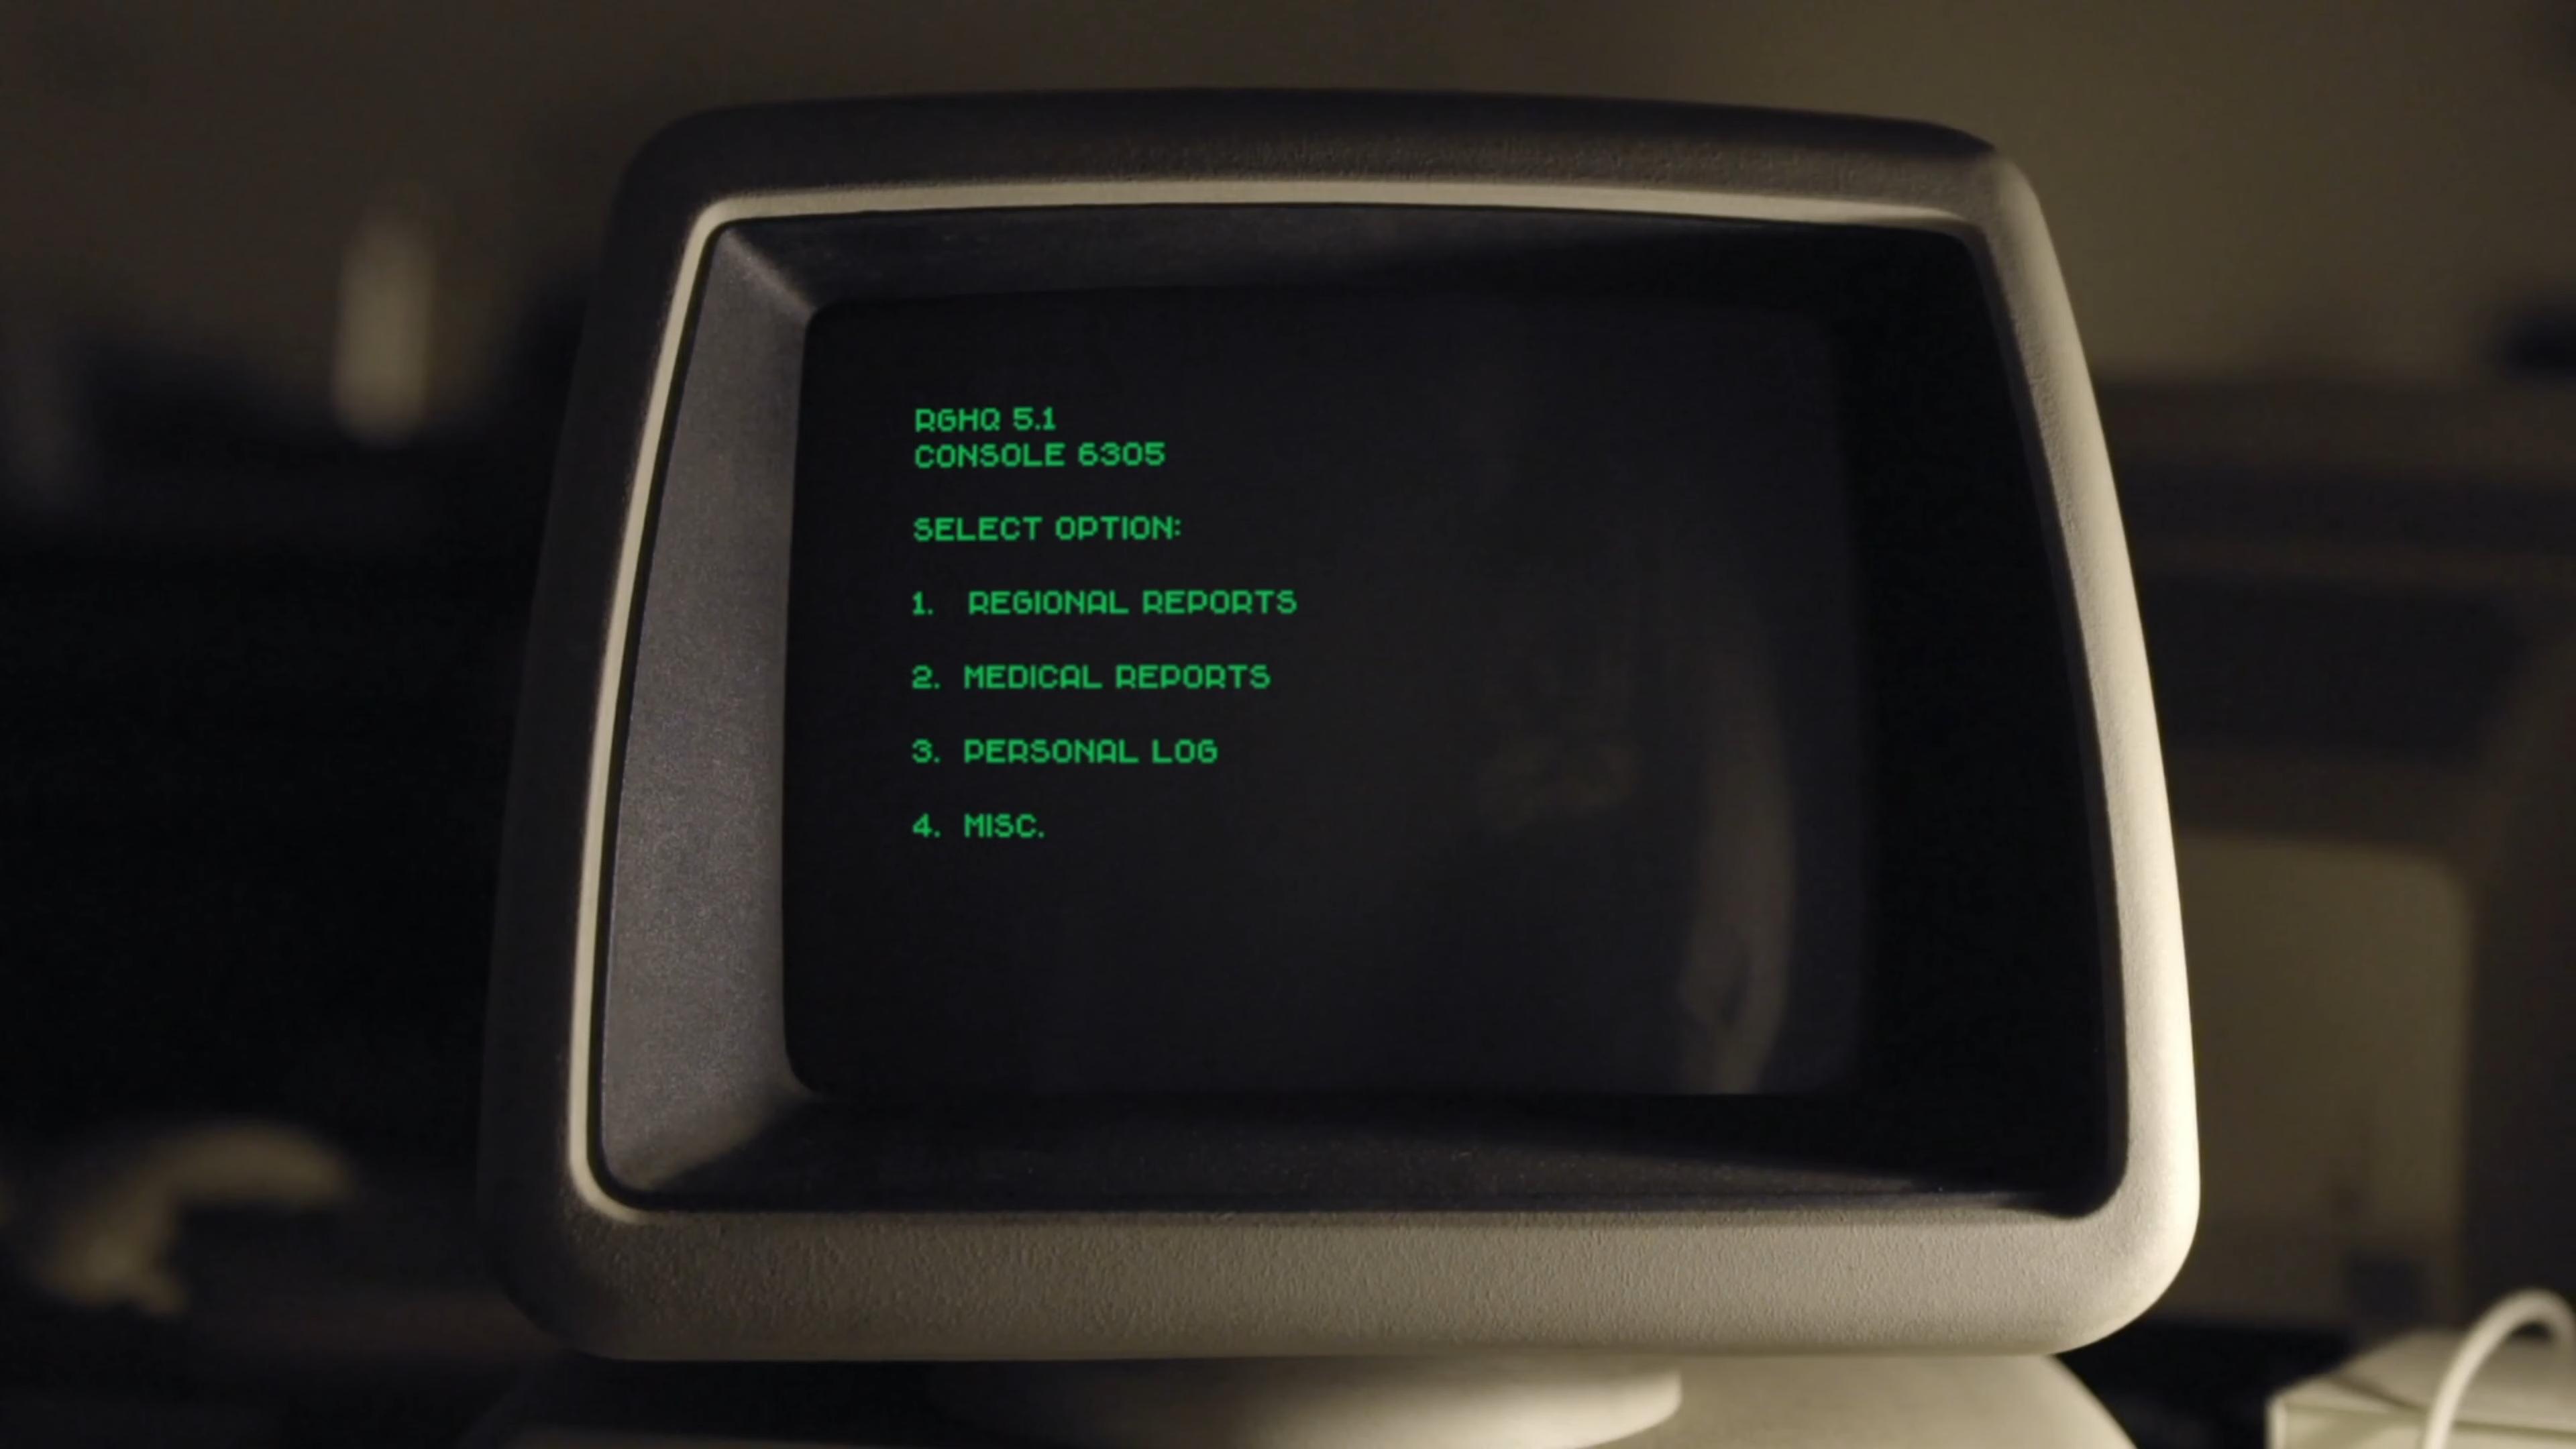 RGHQ 5.1
CONSOLE 6305
SELECT OPTION:
1. REGIONAL REPORTS
2. MEDICAL REPORTS
3. PERSONAL LOG
4. MISC.